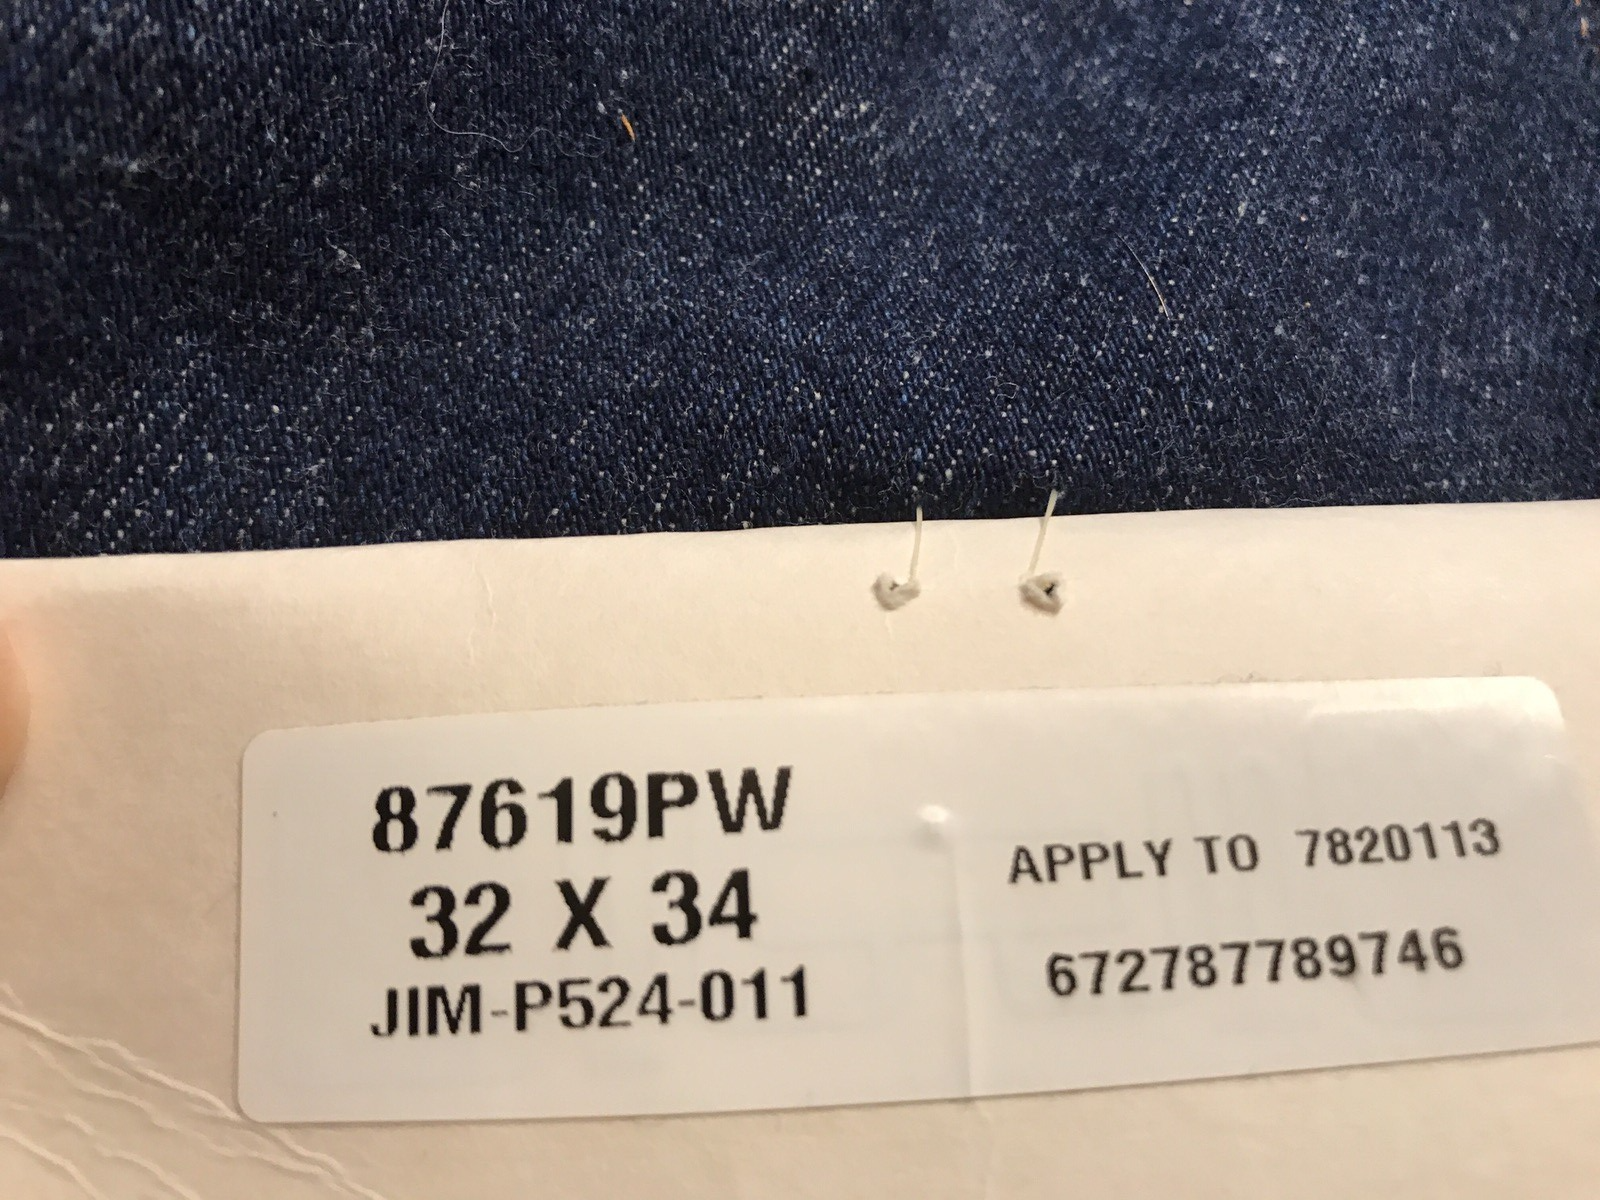 87619PW
32 X 34
JIM-P524-011
APPLY TO 7820113
672787789746